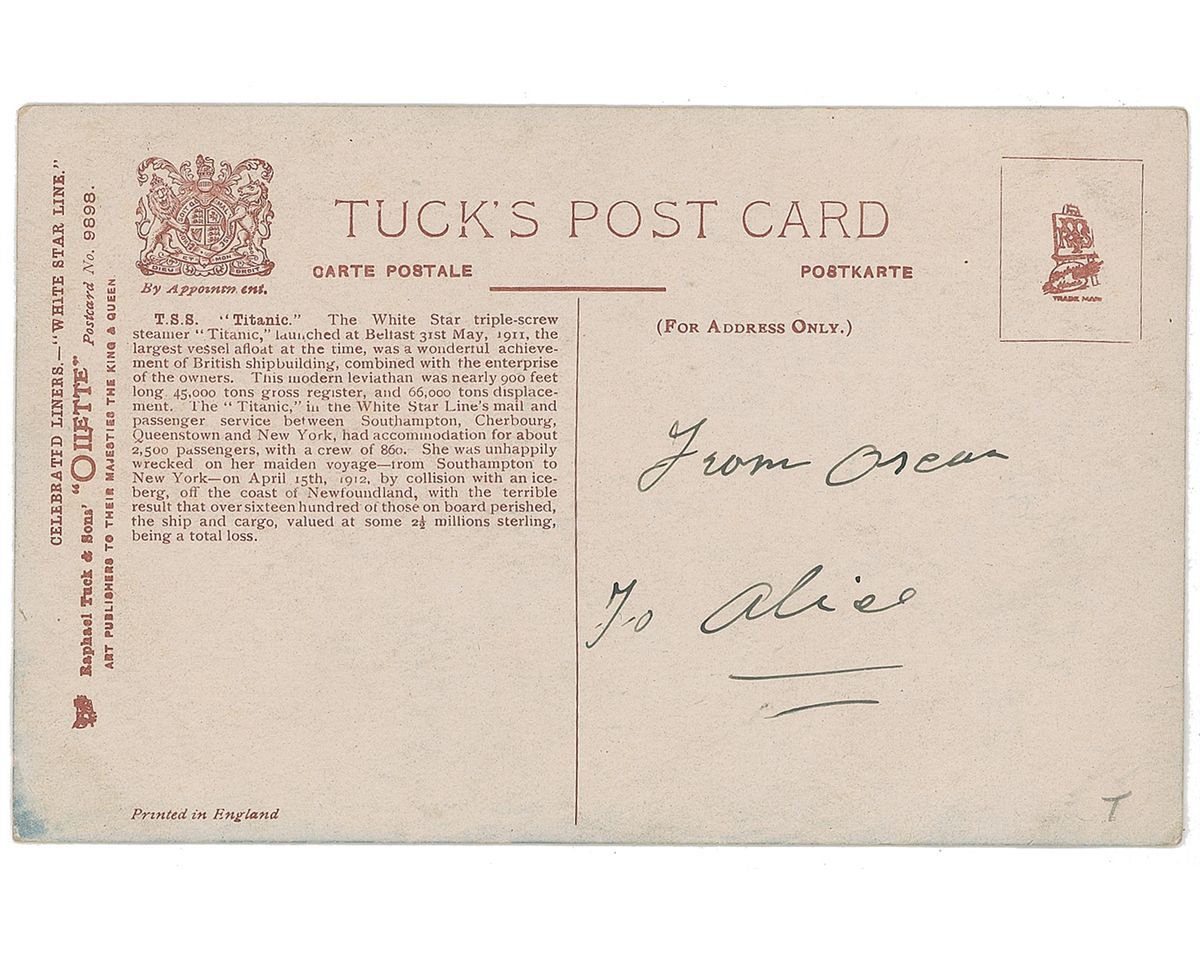 CELEBRATED LINERS.—"WHITE STAR LINE."
Raphael Tuck & Sons' "OILETTE" Postcard No. 9898.
ART PUBLISHERS TO THEIR MAJESTIES THE KING & QUEEN
DIEU ET MON DROIT
By Appointment.
TUCK'S POST CARD
CARTE POSTALE
POSTKARTE
TRADE MARK
T.S.S. "Titanic." The White Star triple-screw
steamer "Titanic," launched at Belfast 31st May, 1911, the
largest vessel afloat at the time, was a wonderful achieve-
ment of British shipbuilding, combined with the enterprise
of the owners. This modern leviathan was nearly 900 feet
long 45,000 tons gross register, and 66,000 tons displace-
ment. The "Titanic," in the White Star Line's mail and
passenger service between Southampton, Cherbourg,
Queenstown and New York, had accommodation for about
2,500 passengers, with a crew of 860. She was unhappily
wrecked on her maiden voyage—from Southampton to
New York—on April 15th, 1912, by collision with an ice-
berg, off the coast of Newfoundland, with the terrible
result that over sixteen hundred of those on board perished,
the ship and cargo, valued at some 2½ millions sterling,
being a total loss.
Printed in England
(FOR ADDRESS ONLY.)
From Oscar
To Alice
T